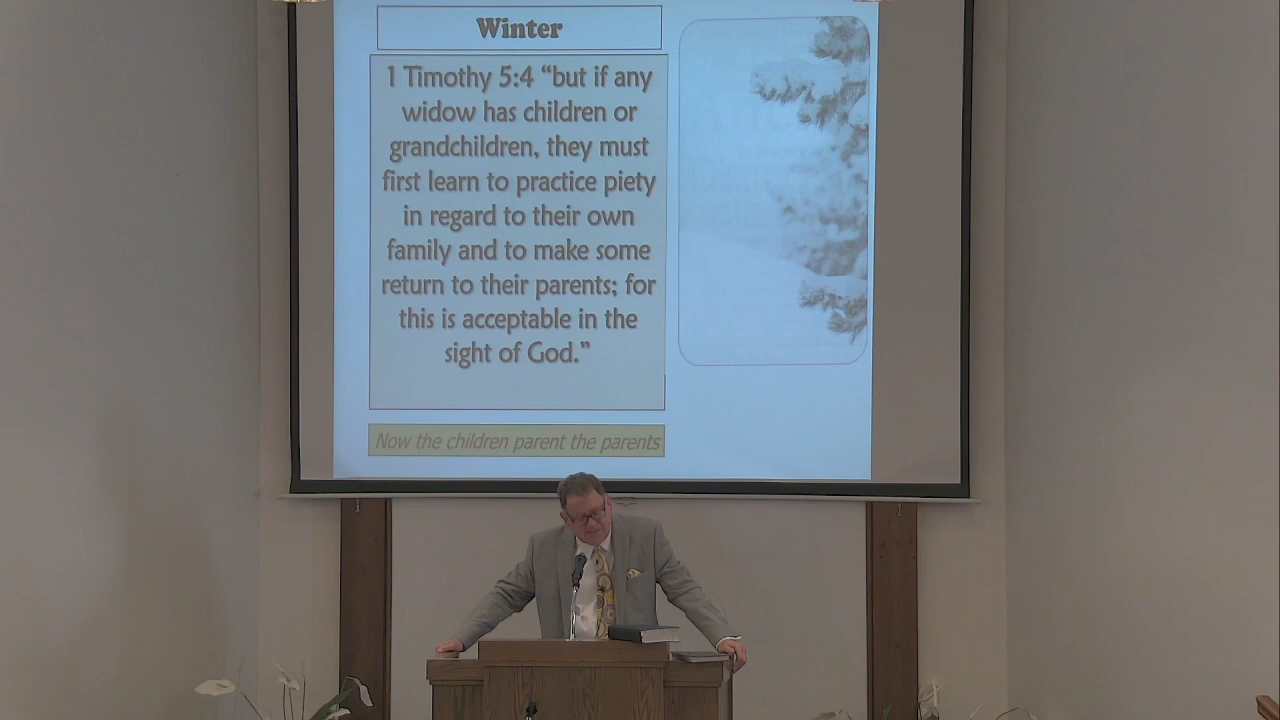 Winter
1 Timothy 5:4 “but if any
widow has children or
grandchildren, they must
first learn to practice piety
in regard to their own
family and to make some
return to their parents; for
this is acceptable in the
sight of God.”
Now the children parent the parents